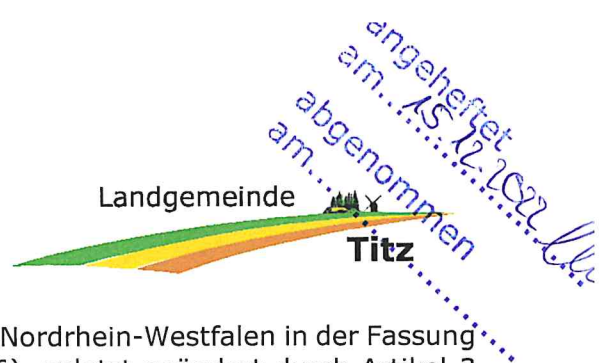 angeheftet
am...15.12.2022
abgenommen
am...
Landgemeinde
Titz
Nordrhein-Westfalen in der Fassung